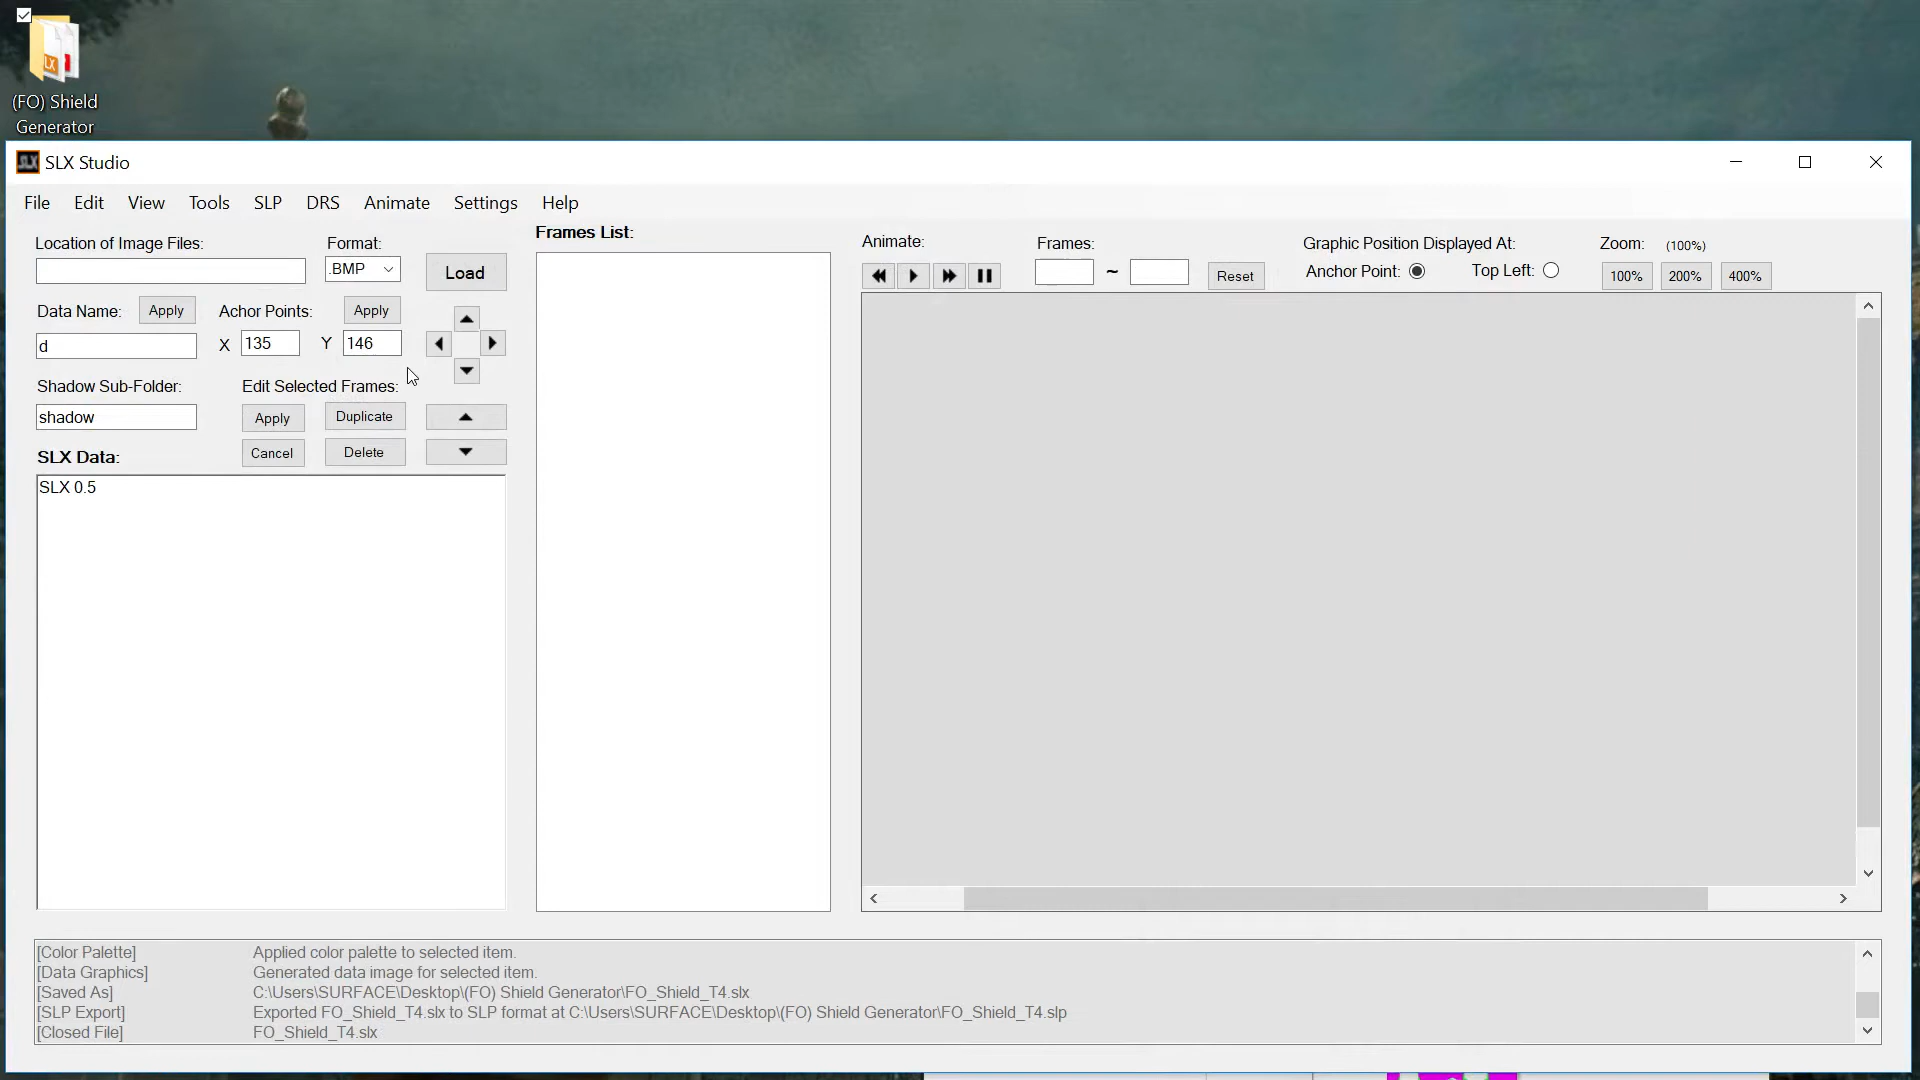 (FO) Shield
Generator
SLX Studio
File Edit View Tools SLP DRS Animate Settings Help
Location of Image Files: Format: Frames List: Animate: Frames: Graphic Position Displayed At: Zoom: (100%)
.BMP Load ~ Reset Anchor Point: Top Left: 100% 200% 400%
Data Name: Apply Achor Points: Apply
d X 135 Y 146
Shadow Sub-Folder: Edit Selected Frames:
shadow Apply Duplicate
SLX Data: Cancel Delete
SLX 0.5
[Color Palette] Applied color palette to selected item.
[Data Graphics] Generated data image for selected item.
[Saved As] C:\Users\SURFACE\Desktop\(FO) Shield Generator\FO_Shield_T4.slx
[SLP Export] Exported FO_Shield_T4.slx to SLP format at C:\Users\SURFACE\Desktop\(FO) Shield Generator\FO_Shield_T4.slp
[Closed File] FO_Shield_T4.slx